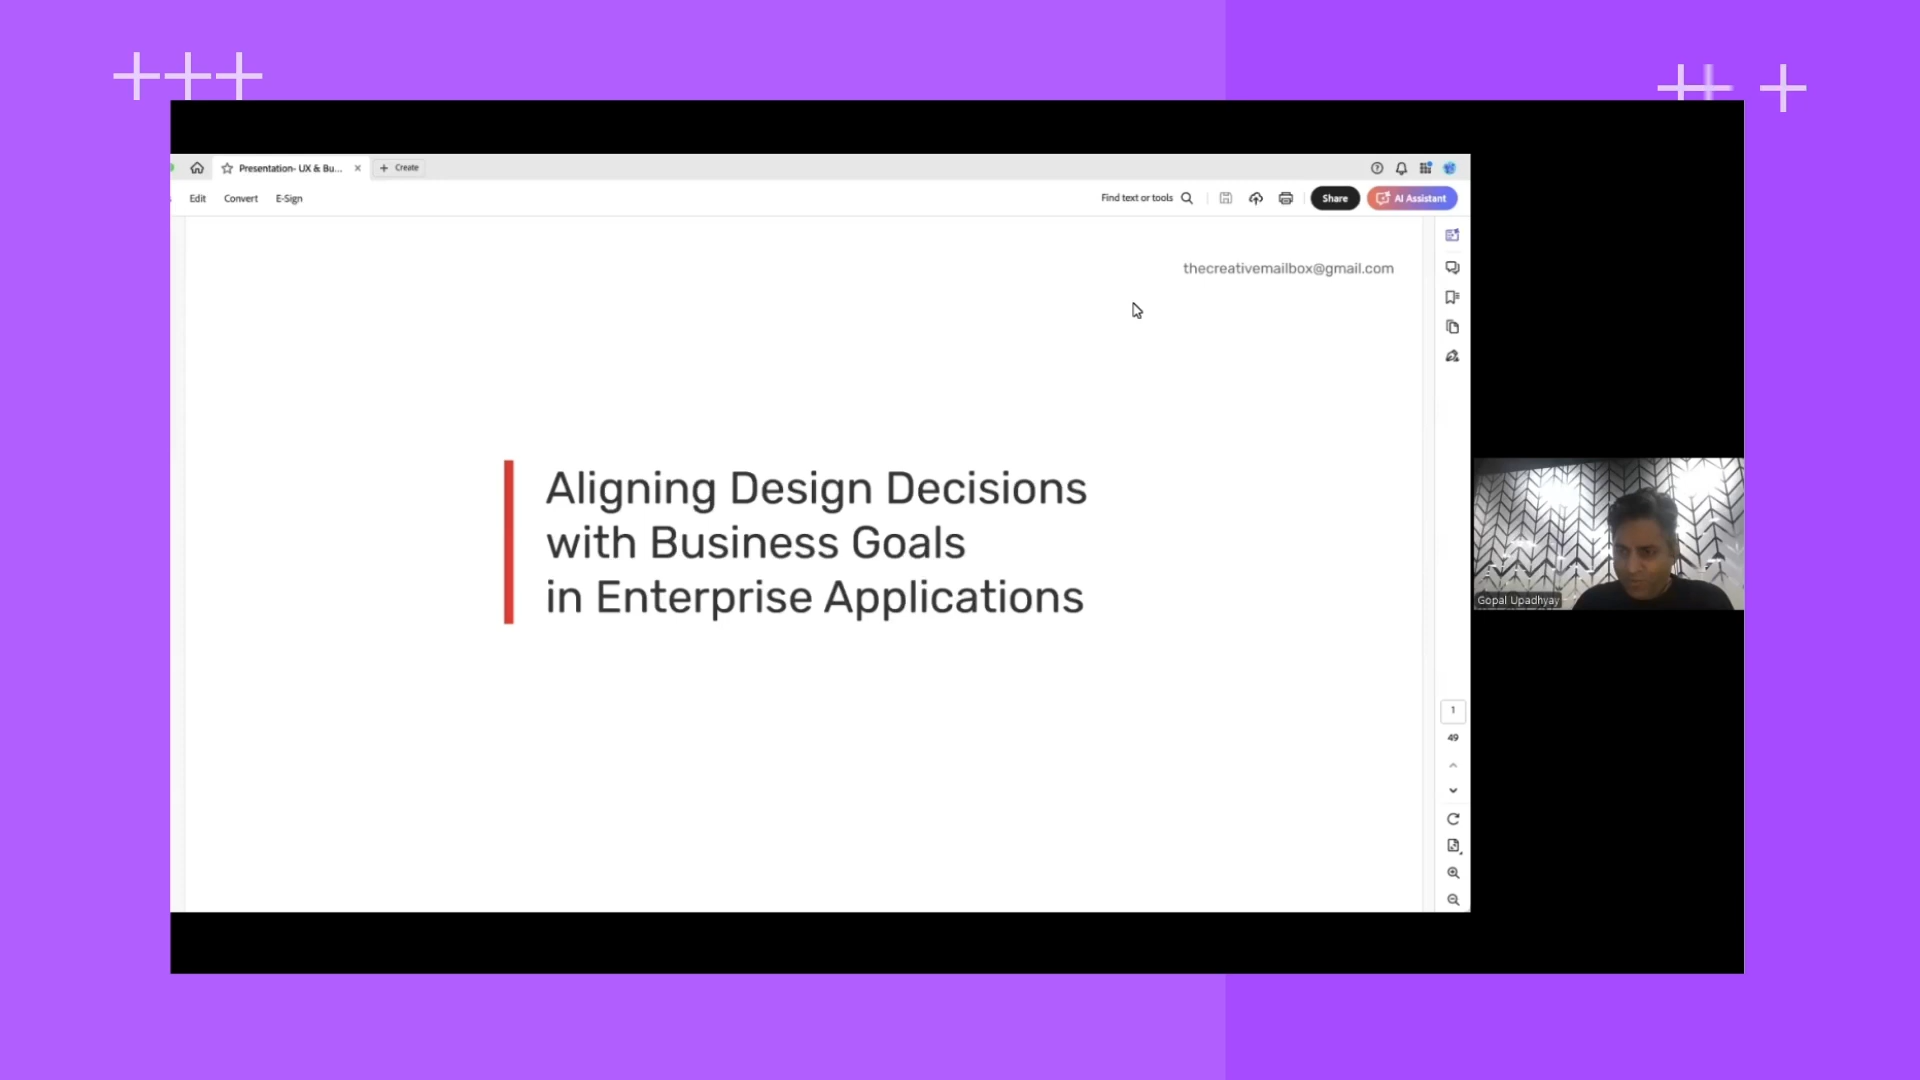 Presentation- UX & Bu...
Create
Edit
Convert
E-Sign
Find text or tools
Share
AI Assistant
thecreativemailbox@gmail.com
Aligning Design Decisions
with Business Goals
in Enterprise Applications
Gopal Upadhyay
1
49